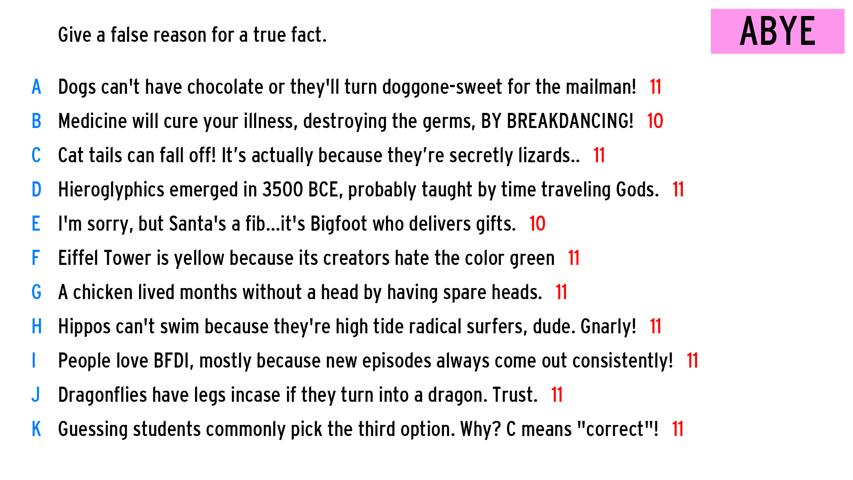 Give a false reason for a true fact.
ABYE
A Dogs can't have chocolate or they'll turn doggone-sweet for the mailman! 11
B Medicine will cure your illness, destroying the germs, BY BREAKDANCING! 10
C Cat tails can fall off! It’s actually because they’re secretly lizards.. 11
D Hieroglyphics emerged in 3500 BCE, probably taught by time traveling Gods. 11
E I'm sorry, but Santa's a fib...it's Bigfoot who delivers gifts. 10
F Eiffel Tower is yellow because its creators hate the color green 11
G A chicken lived months without a head by having spare heads. 11
H Hippos can't swim because they're high tide radical surfers, dude. Gnarly! 11
I People love BFDI, mostly because new episodes always come out consistently! 11
J Dragonflies have legs incase if they turn into a dragon. Trust. 11
K Guessing students commonly pick the third option. Why? C means "correct"! 11